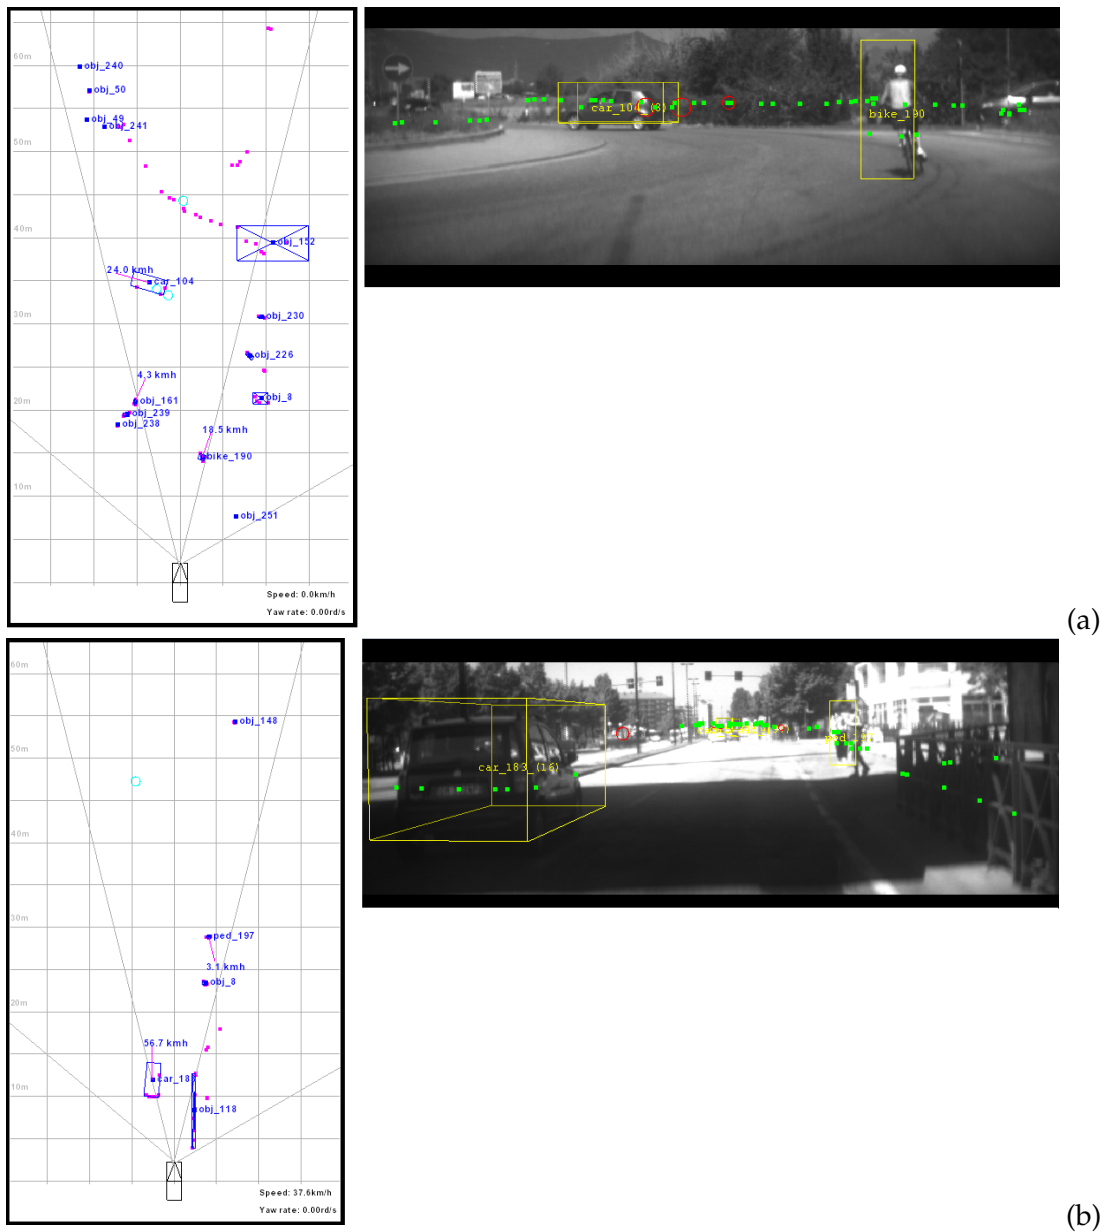 60m
obj_240
obj_50
obj_49
obj_241
50m
40m
obj_152
24.0 kmh
car_104
30m
obj_230
obj_226
4.3 kmh
obj_8
20m
obj_161
obj_239
obj_238
18.5 kmh
bike_190
10m
obj_251
Speed: 0.0km/h
Yaw rate: 0.00rd/s
car_104_(8)
bike_190
(a)
60m
obj_148
50m
40m
30m
ped_197
3.1 kmh
obj_8
20m
56.7 kmh
car_183
10m
obj_118
Speed: 37.6km/h
Yaw rate: 0.00rd/s
car_183_(16)
(b)